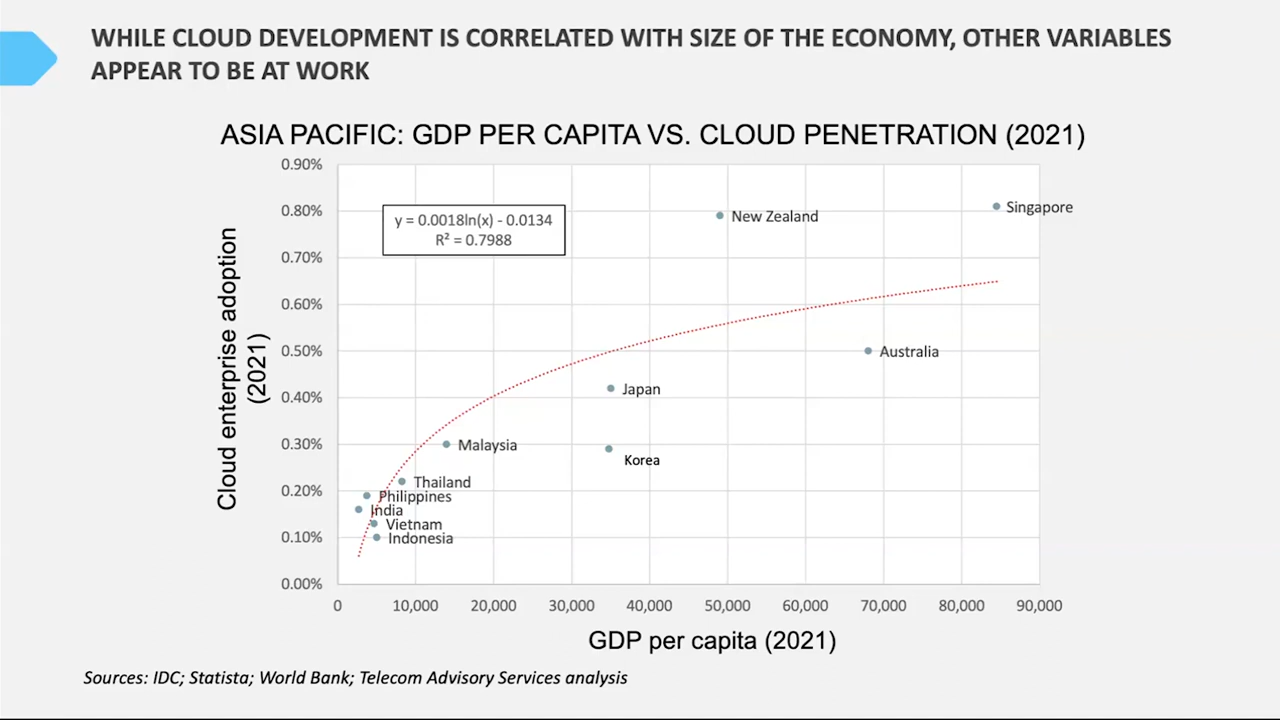 WHILE CLOUD DEVELOPMENT IS CORRELATED WITH SIZE OF THE ECONOMY, OTHER VARIABLES
APPEAR TO BE AT WORK
ASIA PACIFIC: GDP PER CAPITA VS. CLOUD PENETRATION (2021)
Cloud enterprise adoption
(2021)
0.90%
0.80%
0.70%
0.60%
0.50%
0.40%
0.30%
0.20%
0.10%
0.00%
y = 0.0018ln(x) - 0.0134
R² = 0.7988
Singapore
New Zealand
Australia
Japan
Malaysia
Korea
Thailand
Philippines
India
Vietnam
Indonesia
0
10,000
20,000
30,000
40,000
50,000
60,000
70,000
80,000
90,000
GDP per capita (2021)
Sources: IDC; Statista; World Bank; Telecom Advisory Services analysis